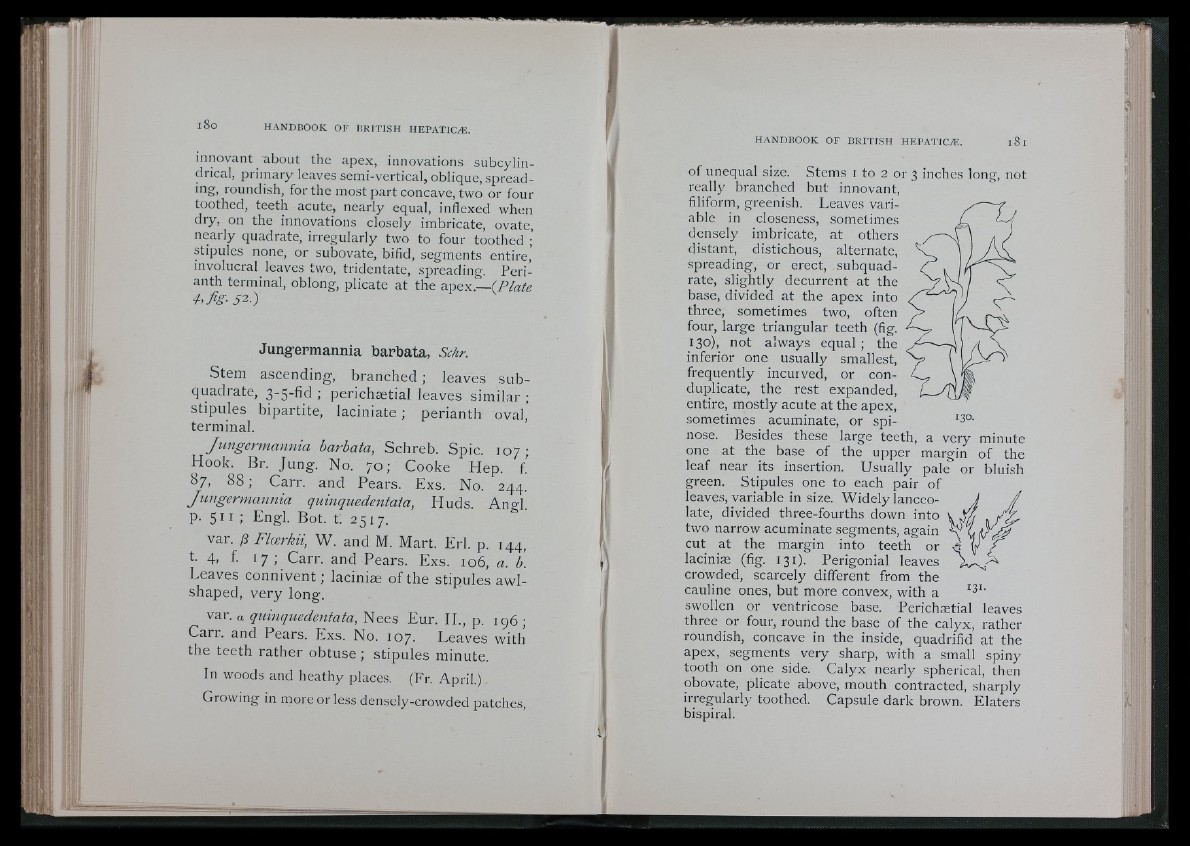 180 HANDBOOK OF BRITISH HEPATICÆ.
innovant about the apex, innovations subcylin-
drical, primary leaves semi-vertical, oblique, spread-
ing, roundish, for the most part concave, two or four
toothed, teeth acute, nearly equal, inflexed when
dry, on the innovations closely imbricate, ovate,
nearly quadrate, irregularly two to four toothed ;
stipules none, or subovate, bifid, segments entire,
involucral leaves two, tridentate, spreading. Peri-
anth terminal, oblong, plicate at the apex.—(Plate
4, fig. 52.)
Jungermannia barbata, Schr.
Stem ascending, branched ; leaves sub-
quadrate, 3-5-fid ; perichætial leaves similar ;
stipules bipartite, laciniate ; perianth oval,
terminal.
Jungermannia barbata, Schreb. Spic. 107 ;
Hook. Br. Jung. No. 70 ; Cooke Hep. f.
87, 88 ; Carr. and Pears. Exs. No. 244.
Jungermannia quinquedentata, Huds. Angl.
p. 511 ; Engl. Bot. t. 2517.
var. β Flœrkii, W. and M. Mart. Erl. p. 144,
t. 4, f. 17 ; Carr. and Pears. Exs. 106, a. b.
Leaves connivent ; laciniæ of the stipules awl-
shaped, very long.
var. α quinquedentata, Nees Eur. II., p. 196 ;
Carr. and Pears. Exs. No. 107. Leaves with
the teeth rather obtuse ; stipules minute.
In woods and heathy places. (Fr. April.)
Growing in more or less densely-crowded patches,
HANDBOOK OF BRITISH HEPATICÆ. 181
of unequal size. Stems 1 to 2 or 3 inches long, not
really branched but innovant,
filiform, greenish. Leaves vari-
able in closeness, sometimes
densely imbricate, at others
distant, distichous, alternate,
spreading, or erect, subquad-
rate, slightly decurrent at the
base, divided at the apex into
three, sometimes two, often
four, large triangular teeth (fig.
130), not always equal ; the
inferior one usually smallest,
frequently incurved, or con-
duplicate, the rest expanded,
entire, mostly acute at the apex,
sometimes acuminate, or spi-
130.
nose. Besides these large teeth, a very minute
one at the base of the upper margin of the
leaf near its insertion. Usually pale or bluish
green. Stipules one to each pair of
leaves, variable in size. Widely lanceo-
late, divided three-fourths down into
two narrow acuminate segments, again
cut at the margin into teeth or
laciniæ (fig. 131). Perigonial leaves
crowded, scarcely different from the
cauline ones, but more convex, with a
131.
swollen or ventricose base. Perichætial leaves
three or four, round the base of the calyx, rather
roundish, concave in the inside, quadrifid at the
apex, segments very sharp, with a small spiny
tooth on one side. Calyx nearly spherical, then
obovate, plicate above, mouth contracted, sharply
irregularly toothed. Capsule dark brown. Elaters
bispiral.